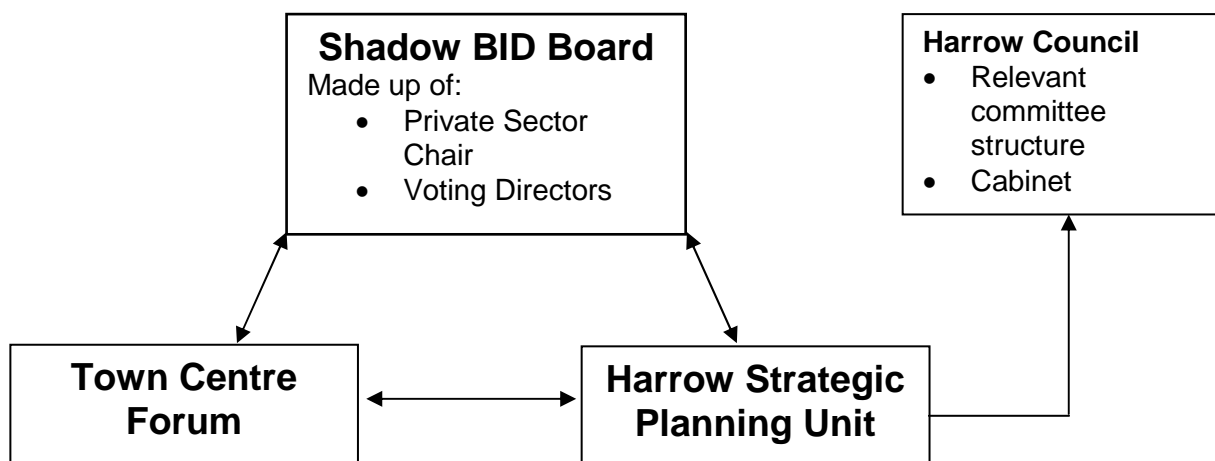 Shadow BID Board
Made up of:
• Private Sector
Chair
• Voting Directors
Harrow Council
• Relevant
committee
structure
• Cabinet
Town Centre
Forum
Harrow Strategic
Planning Unit